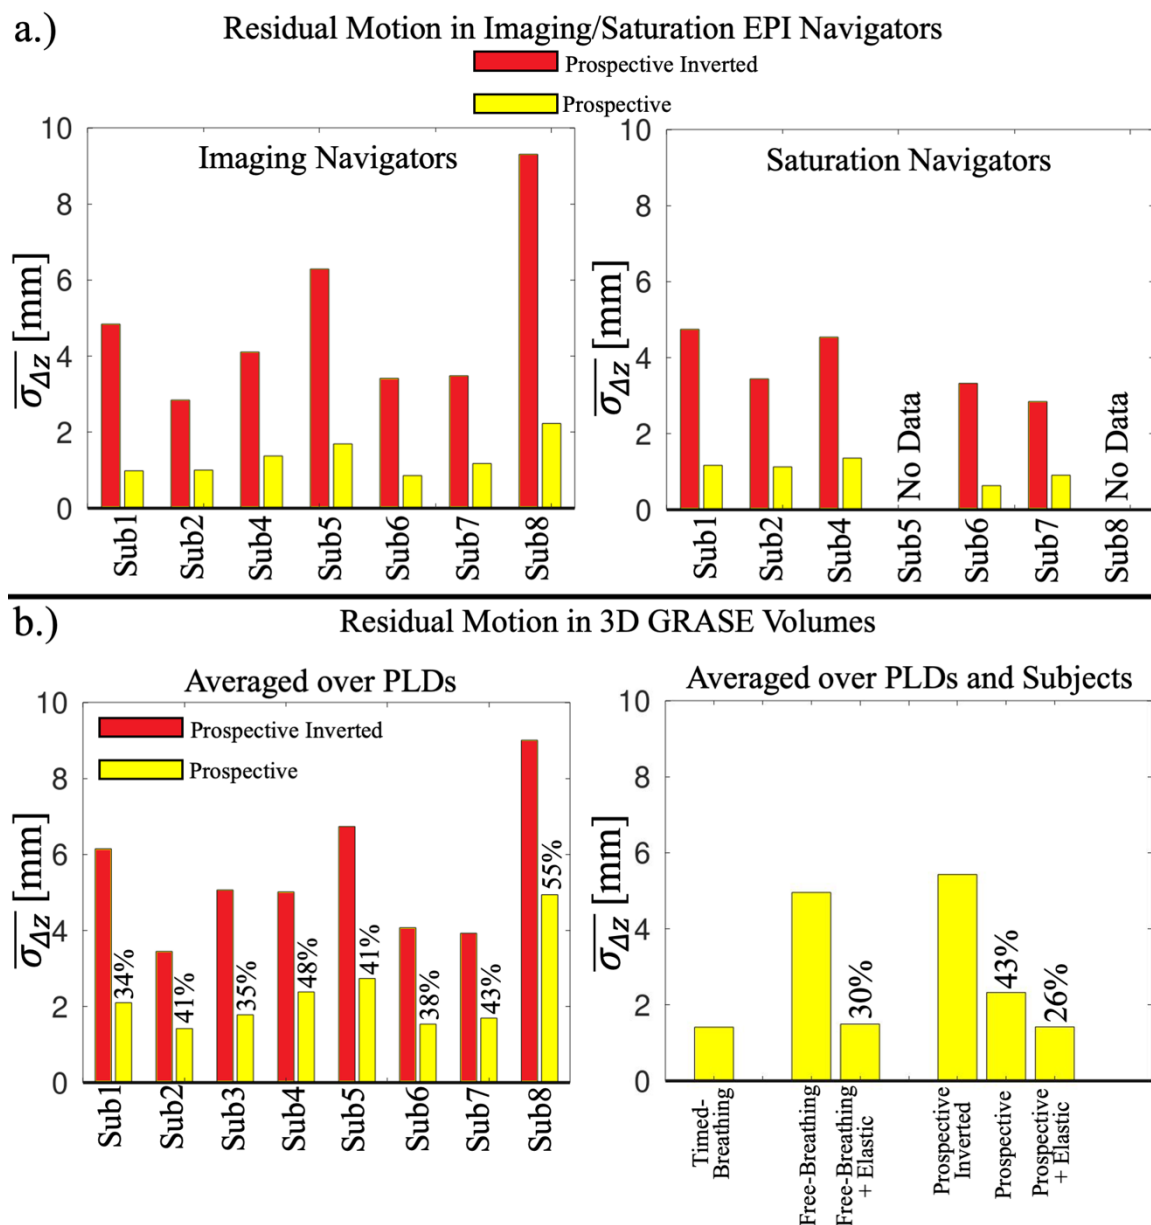 a.)
Residual Motion in Imaging/Saturation EPI Navigators
Prospective Inverted
Prospective
Imaging Navigators
10
8
6
4
2
0
σΔz [mm]
Sub1
Sub2
Sub4
Sub5
Sub6
Sub7
Sub8
Saturation Navigators
10
8
6
4
2
0
σΔz [mm]
No Data
No Data
Sub1
Sub2
Sub4
Sub5
Sub6
Sub7
Sub8
b.)
Residual Motion in 3D GRASE Volumes
Averaged over PLDs
Prospective Inverted
Prospective
10
8
6
4
2
0
σΔz [mm]
34%
41%
35%
48%
41%
38%
43%
55%
Sub1
Sub2
Sub3
Sub4
Sub5
Sub6
Sub7
Sub8
Averaged over PLDs and Subjects
10
8
6
4
2
0
σΔz [mm]
30%
43%
26%
Timed-
Breathing
Free-Breathing
Free-Breathing
+ Elastic
Prospective
Inverted
Prospective
Prospective
+ Elastic